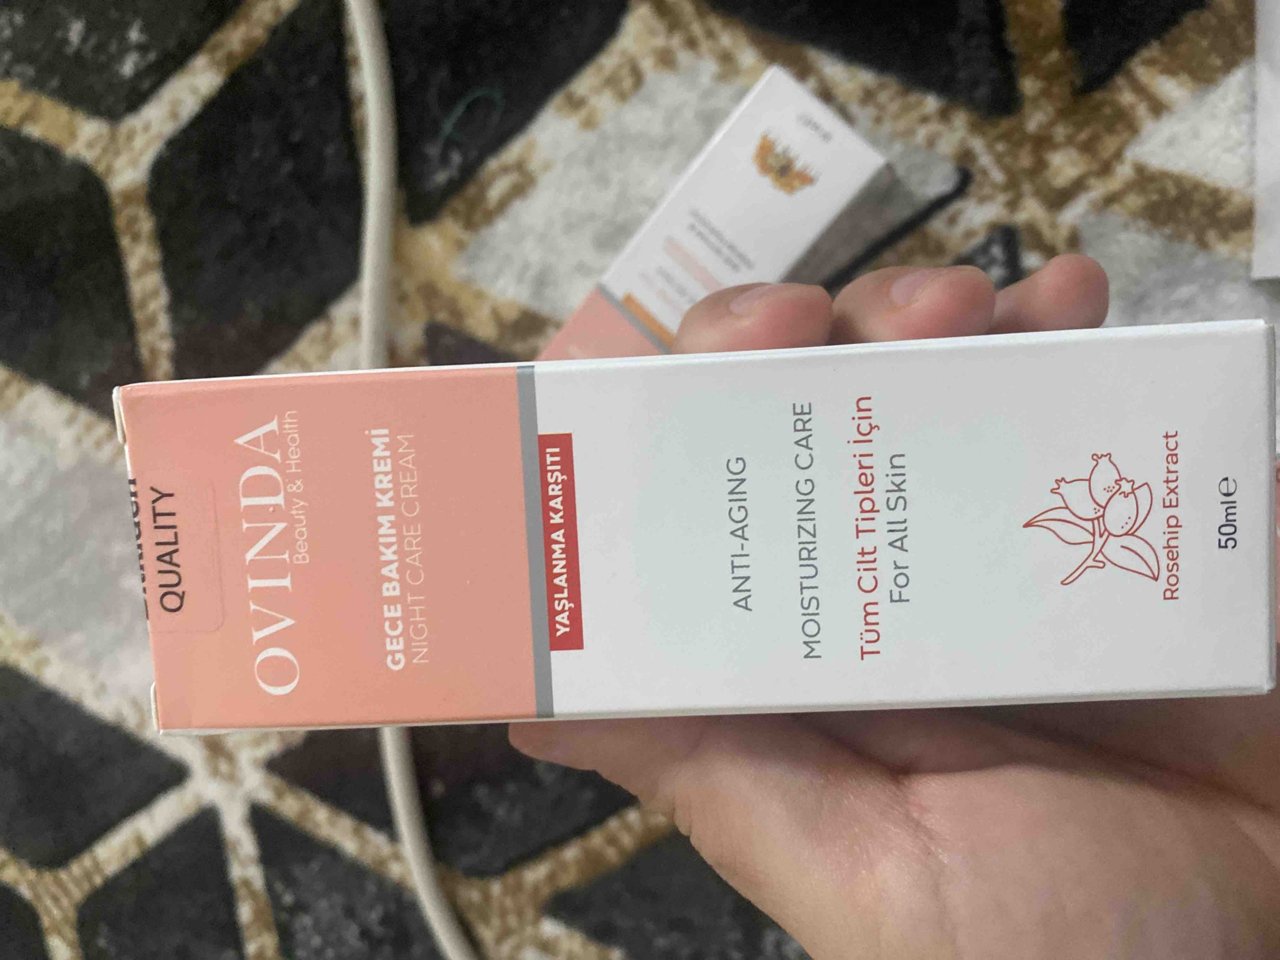 QUALITY
OVINDA
Beauty & Health
GECE BAKIM KREMİ
NIGHT CARE CREAM
YAŞLANMA KARŞITI
ANTI-AGING
MOISTURIZING CARE
Tüm Cilt Tipleri İçin
For All Skin
Rosehip Extract
50ml℮